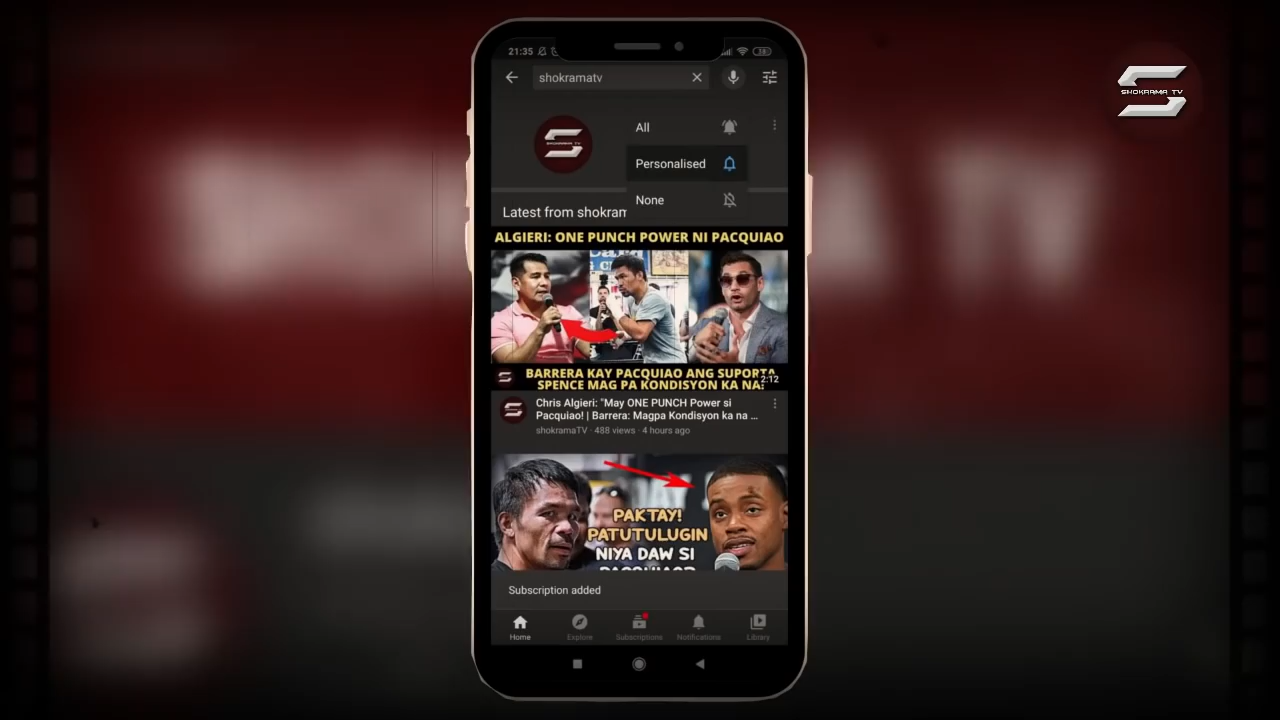 21:35
shokramatv
SHOKRAMA TV
All
Personalised
None
Latest from shokram
ALGIERI: ONE PUNCH POWER NI PACQUIAO
BARRERA KAY PACQUIAO ANG SUPORTA
SPENCE MAG PA KONDISYON KA NA!
2:12
Chris Algieri: "May ONE PUNCH Power si
Pacquiao! | Barrera: Magpa Kondisyon ka na ...
shokramaTV · 488 views · 4 hours ago
PAKTAY!
PATUTULUGIN
NIYA DAW SI
Subscription added
Home
Explore
Subscriptions
Notifications
Library